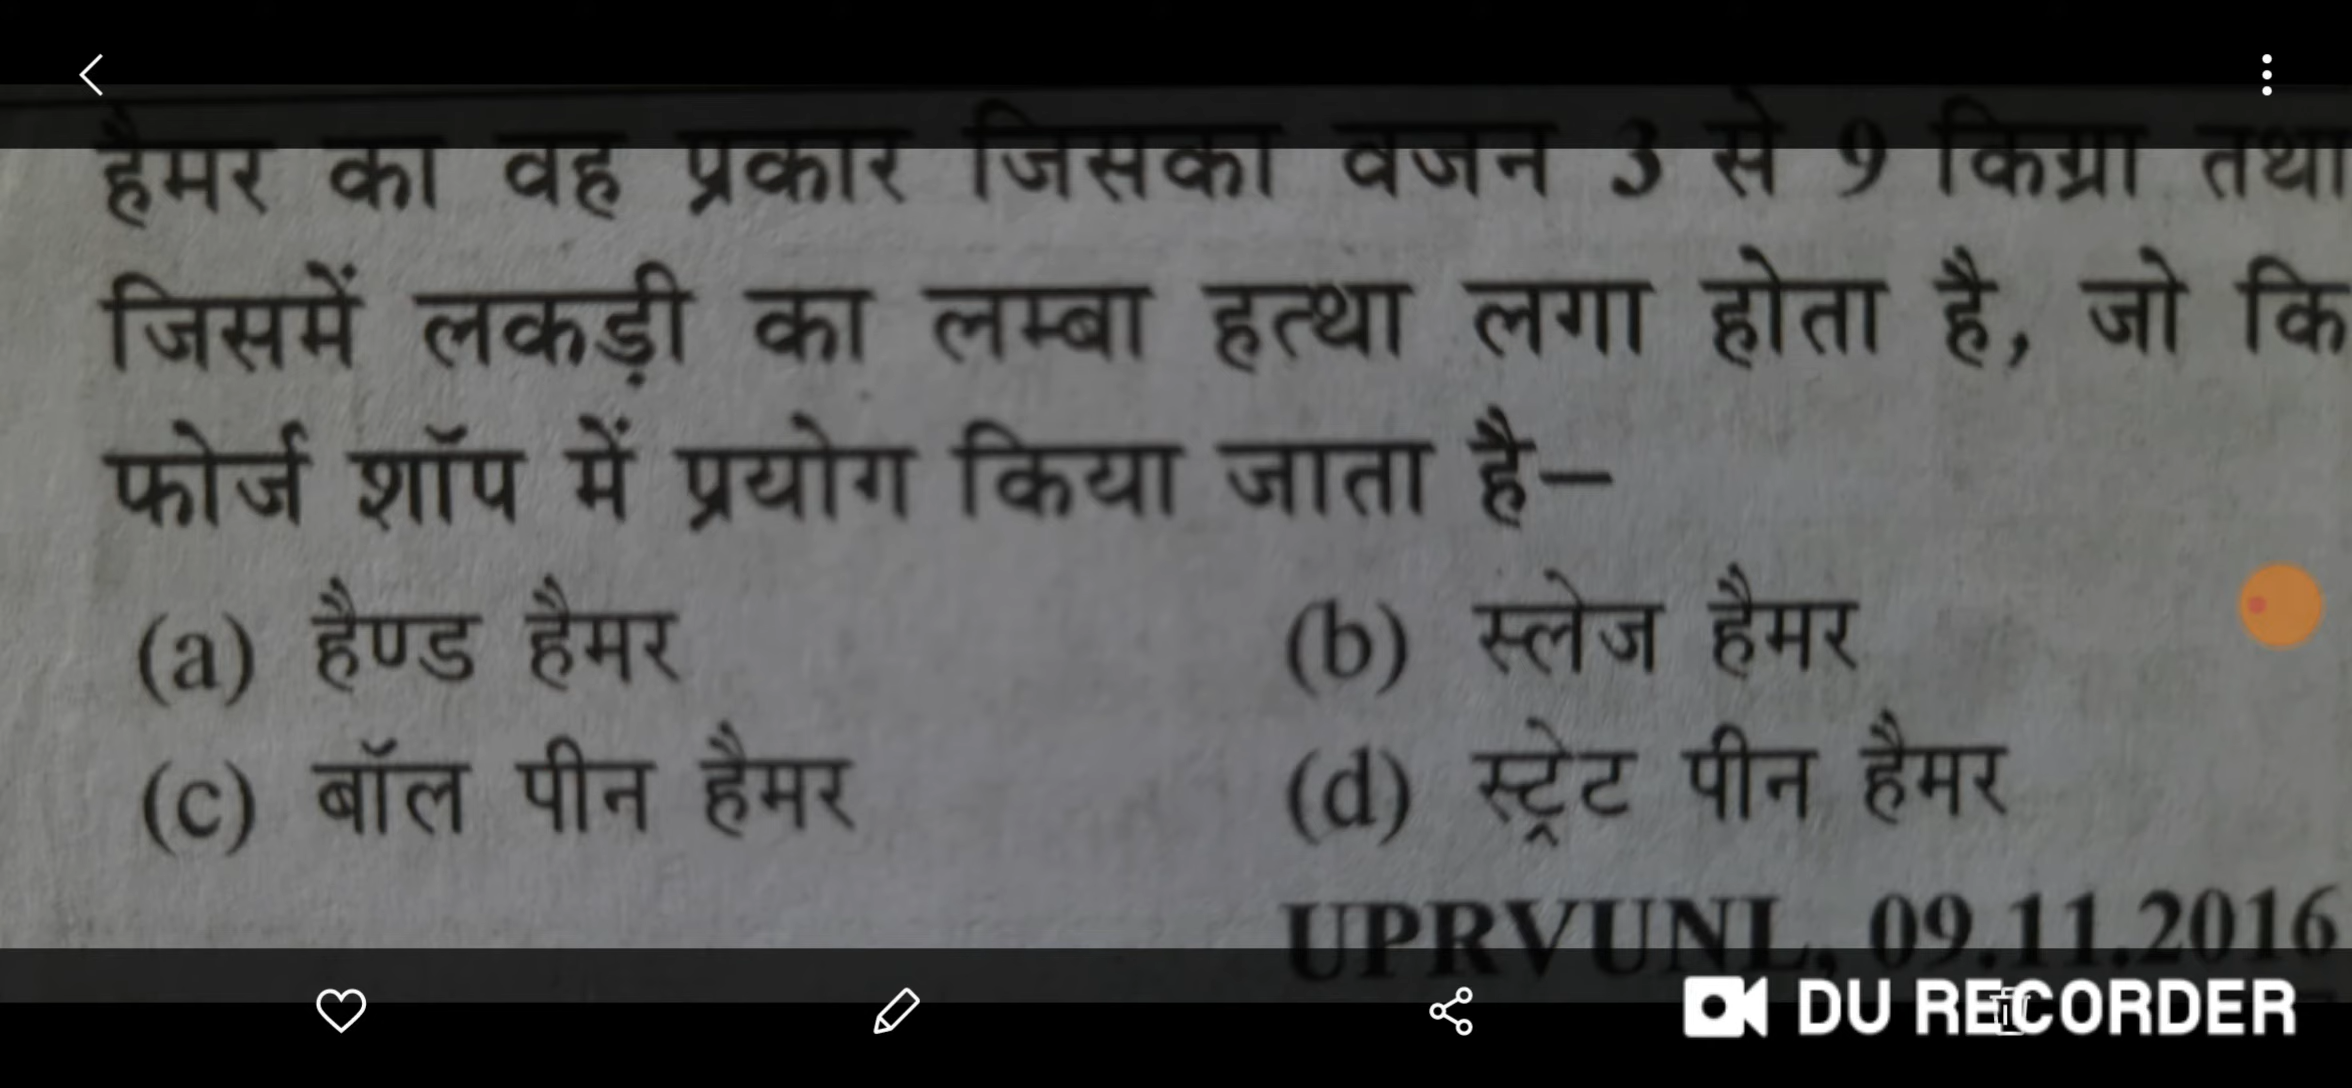 हैमर का वह प्रकार जिसका वजन 3 से 9 किग्रा तथा
जिसमें लकड़ी का लम्बा हत्था लगा होता है, जो कि
फोर्ज शॉप में प्रयोग किया जाता है–
(a) हैण्ड हैमर (b) स्लेज हैमर
(c) बॉल पीन हैमर (d) स्ट्रेट पीन हैमर
UPRVUNL, 09.11.2016
DU RECORDER